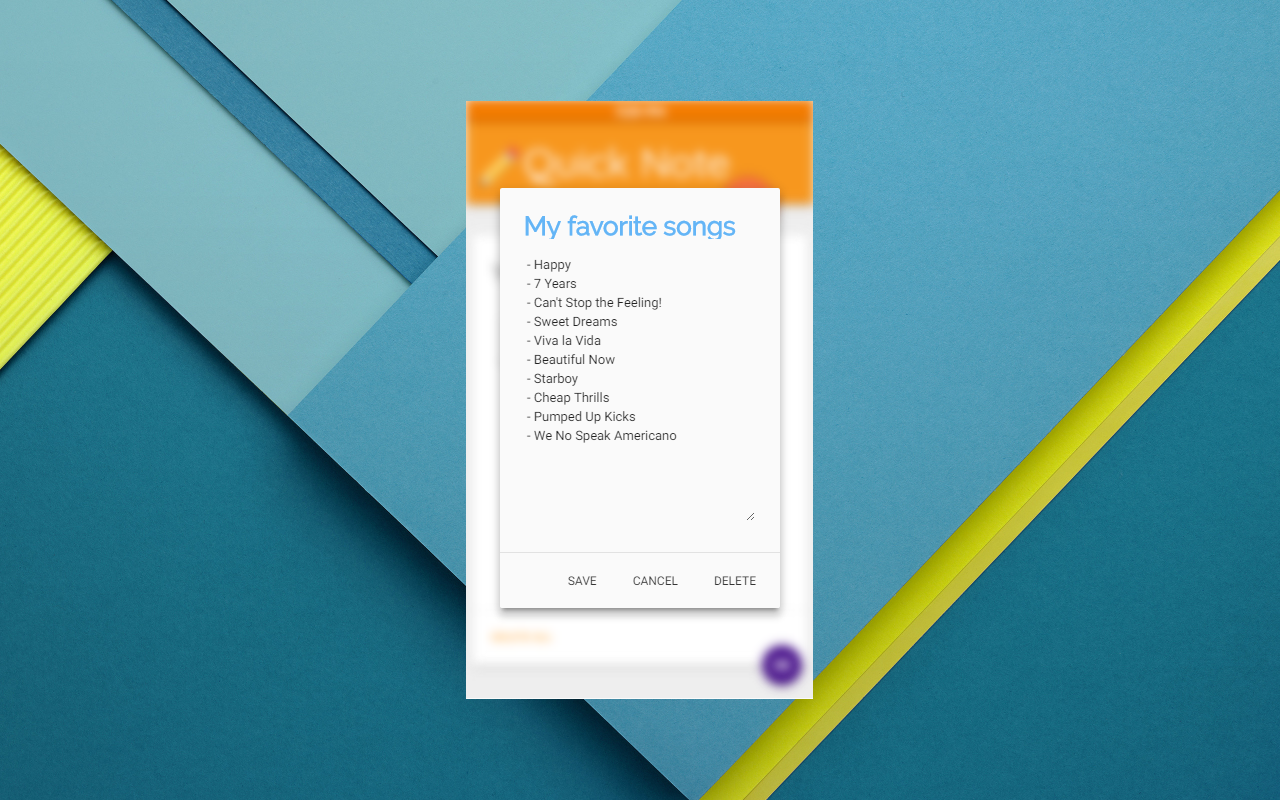 Quick Note
My favorite songs
- Happy
- 7 Years
- Can't Stop the Feeling!
- Sweet Dreams
- Viva la Vida
- Beautiful Now
- Starboy
- Cheap Thrills
- Pumped Up Kicks
- We No Speak Americano
SAVE CANCEL DELETE